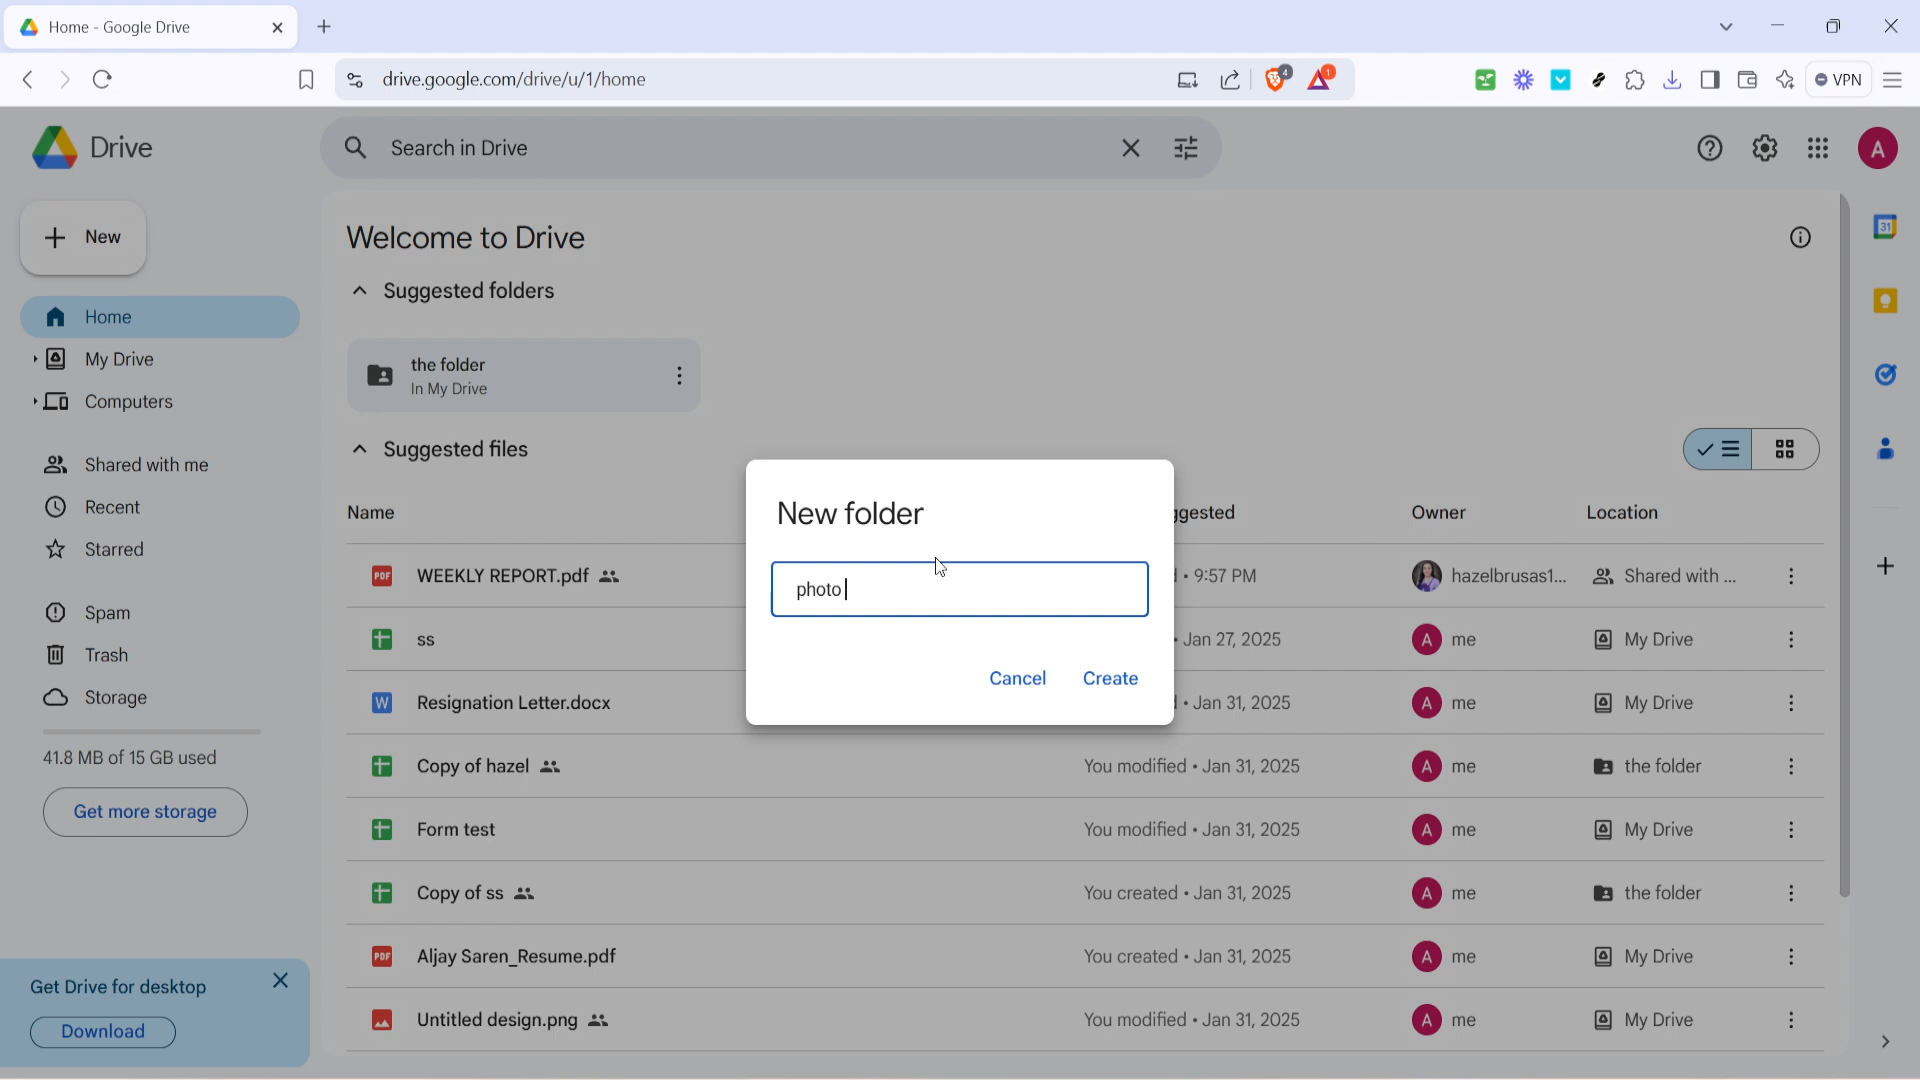 Home - Google Drive
drive.google.com/drive/u/1/home
4
1
VPN
Drive
Search in Drive
A
New
Welcome to Drive
31
Suggested folders
Home
the folder
In My Drive
My Drive
Computers
Suggested files
Shared with me
Recent
Name
New folder
ggested
Owner
Location
Starred
photo
PDF
WEEKLY REPORT.pdf
• 9:57 PM
hazelbrusas1...
Shared with ...
Spam
ss
• Jan 27, 2025
A
me
My Drive
Trash
Cancel
Create
Storage
W
Resignation Letter.docx
• Jan 31, 2025
A
me
My Drive
41.8 MB of 15 GB used
Copy of hazel
You modified • Jan 31, 2025
A
me
the folder
Get more storage
Form test
You modified • Jan 31, 2025
A
me
My Drive
Copy of ss
You created • Jan 31, 2025
A
me
the folder
PDF
Aljay Saren_Resume.pdf
You created • Jan 31, 2025
A
me
My Drive
Get Drive for desktop
Download
Untitled design.png
You modified • Jan 31, 2025
A
me
My Drive